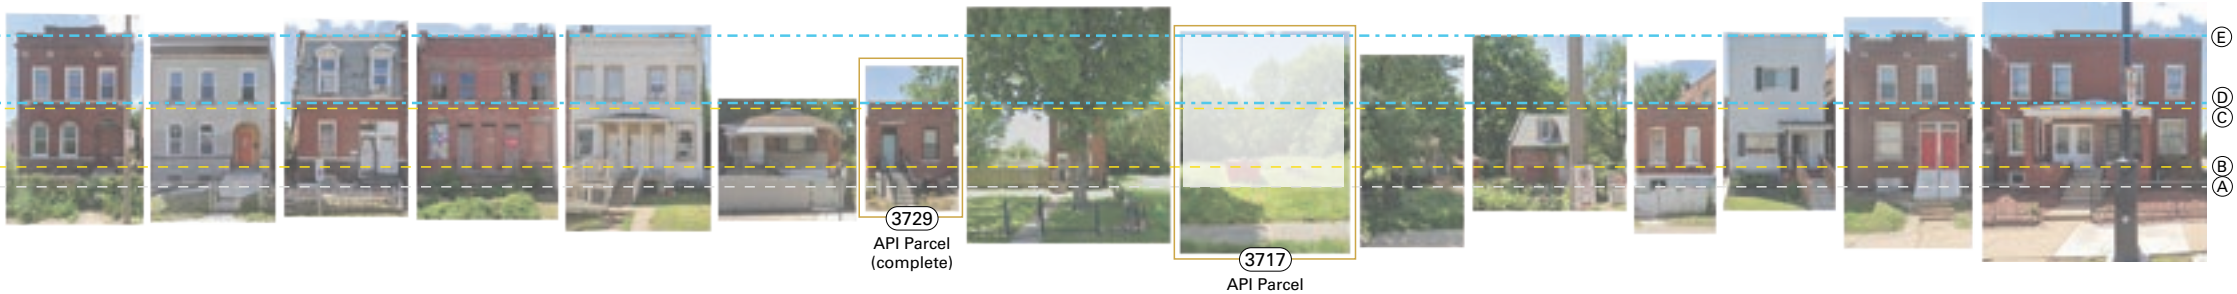 E
D
C
B
A
3729
API Parcel
(complete)
3717
API Parcel